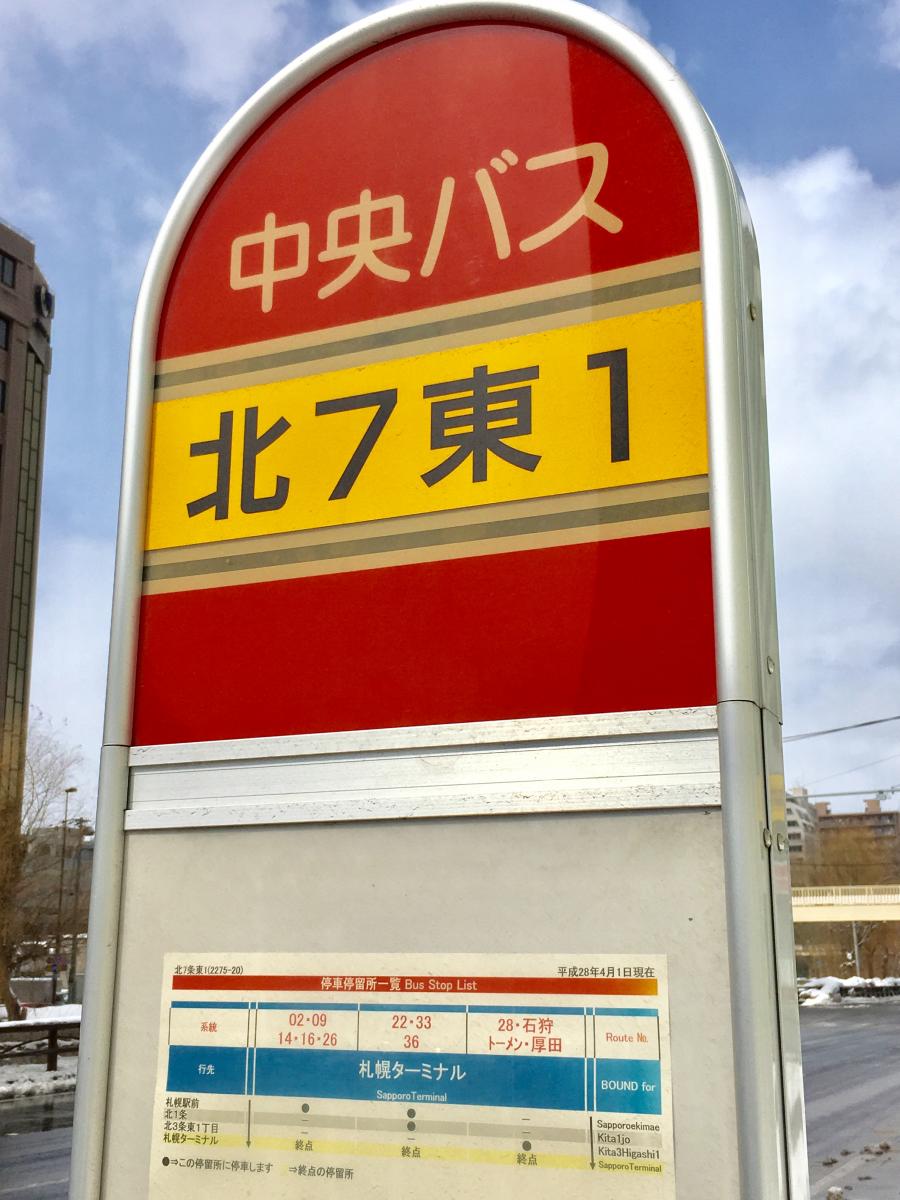 中央バス
北7東1
北7条東1(2275-20)
平成28年4月1日現在
停車停留所一覧 Bus Stop List
系統 02・09 22・33 28・石狩 Route No.
14・16・26 36 トーメン・厚田
行先 札幌ターミナル BOUND for
SapporoTerminal
札幌駅前 ● ● － Sapporoekimae
北1条 － ● － Kita1jo
北3条東1丁目 － － ● Kita3Higashi1
札幌ターミナル 終点 終点 終点 SapporoTerminal
●⇒この停留所に停車します ⇒終点の停留所